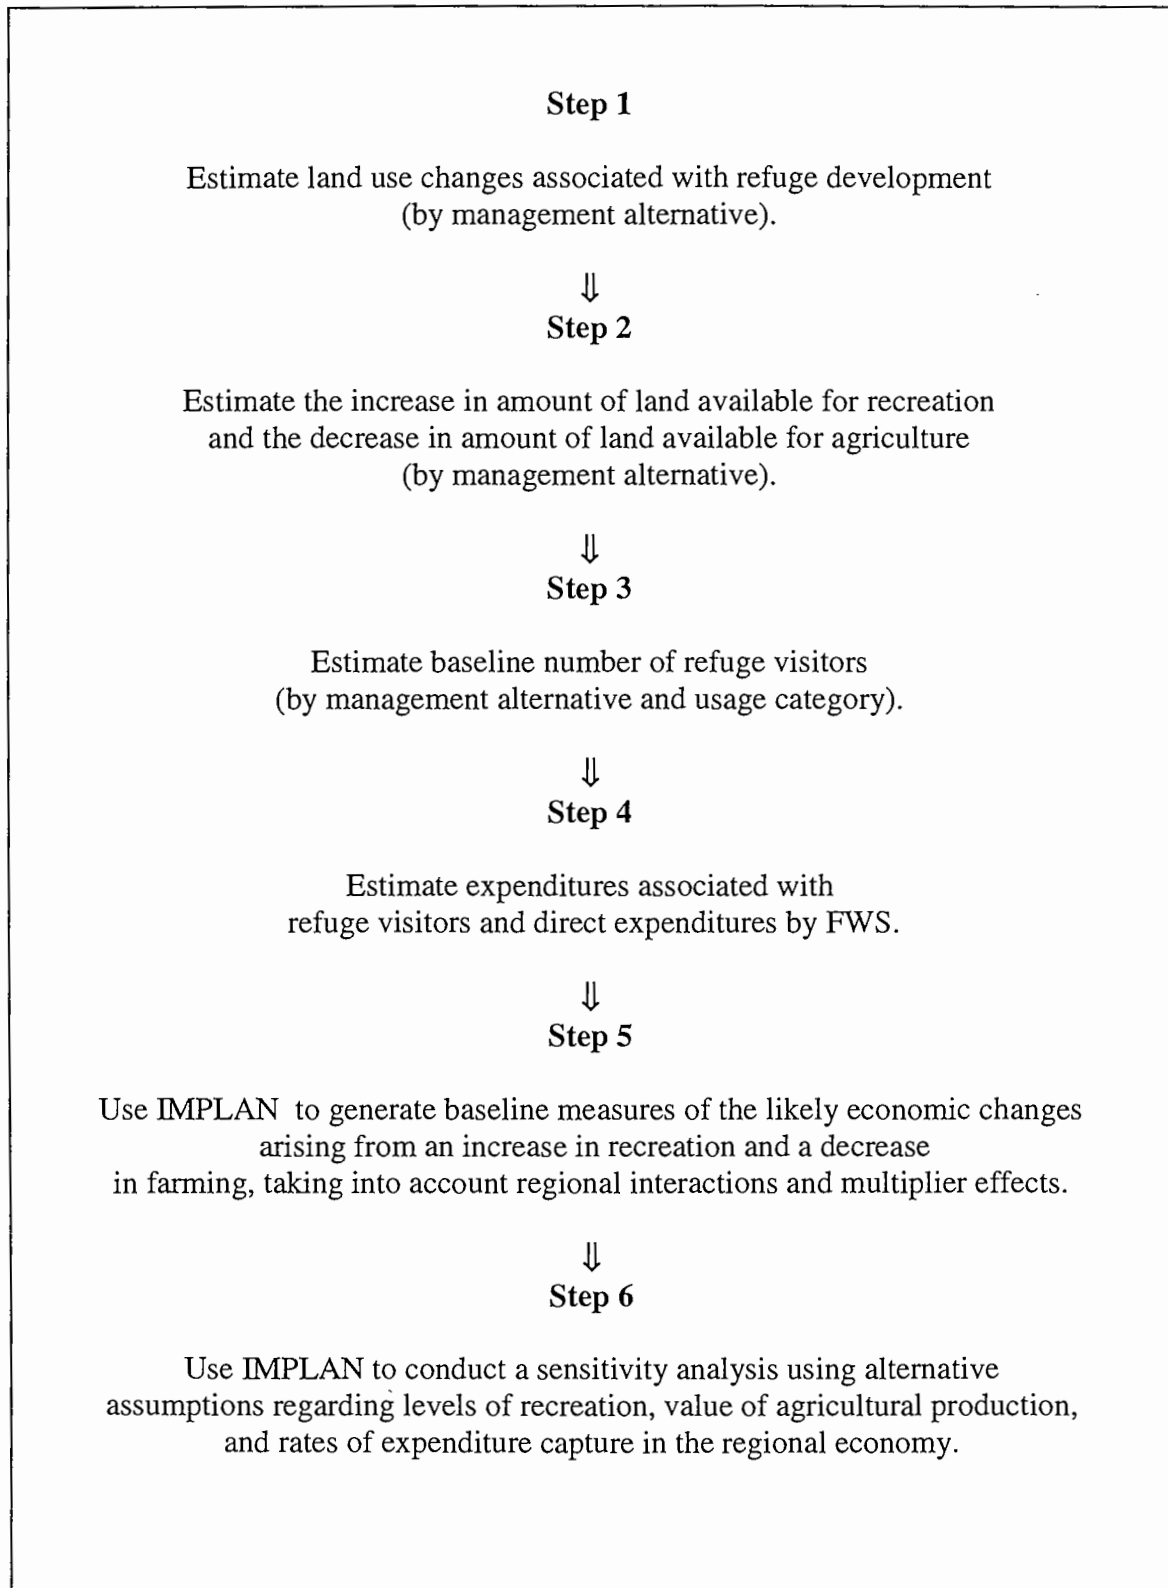 Step 1
Estimate land use changes associated with refuge development
(by management alternative).
⇓
Step 2
Estimate the increase in amount of land available for recreation
and the decrease in amount of land available for agriculture
(by management alternative).
⇓
Step 3
Estimate baseline number of refuge visitors
(by management alternative and usage category).
⇓
Step 4
Estimate expenditures associated with
refuge visitors and direct expenditures by FWS.
⇓
Step 5
Use IMPLAN to generate baseline measures of the likely economic changes
arising from an increase in recreation and a decrease
in farming, taking into account regional interactions and multiplier effects.
⇓
Step 6
Use IMPLAN to conduct a sensitivity analysis using alternative
assumptions regarding levels of recreation, value of agricultural production,
and rates of expenditure capture in the regional economy.